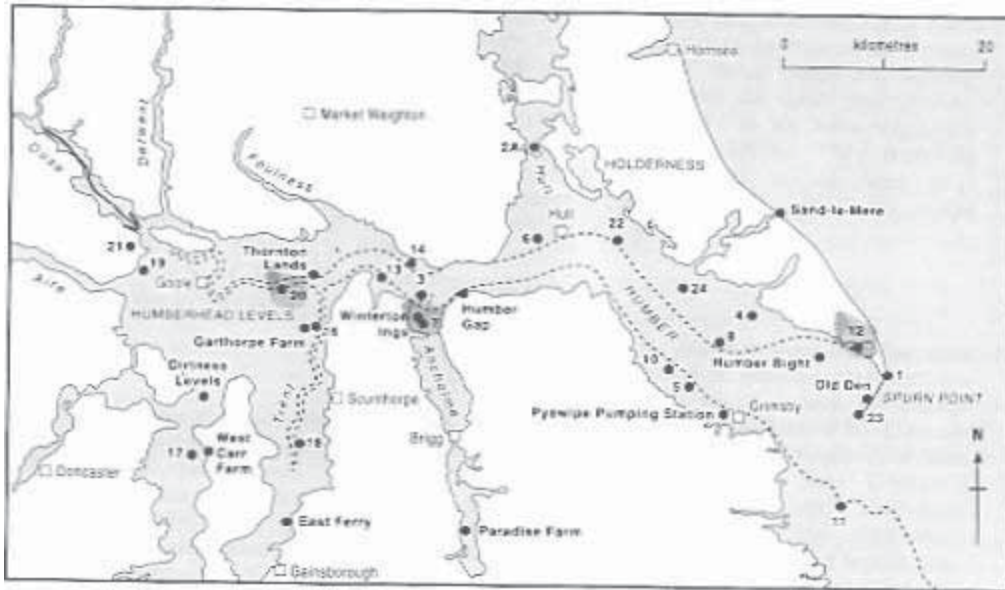 0 kilometres 20
Hornsea
Market Weighton
Derwent
Ouse
Foulness
2A
HOLDERNESS
Hull
Hull
Sand-le-Mere
21
19
Aire
Goole
Thornton
Lands
20
14
13
3
6
22
24
4
HUMBER
HUMBERHEAD LEVELS
Winterton
Ings
7
Humber
Gap
8
12
Humber Bight
Garthorpe Farm
Ancholme
10
5
Old Den
1
SPURN POINT
23
Levels
Trent
Scunthorpe
Pyewipe Pumping Station
Grimsby
Brigg
N
17
West
Carr
Farm
18
Doncaster
East Ferry
Paradise Farm
11
Gainsborough